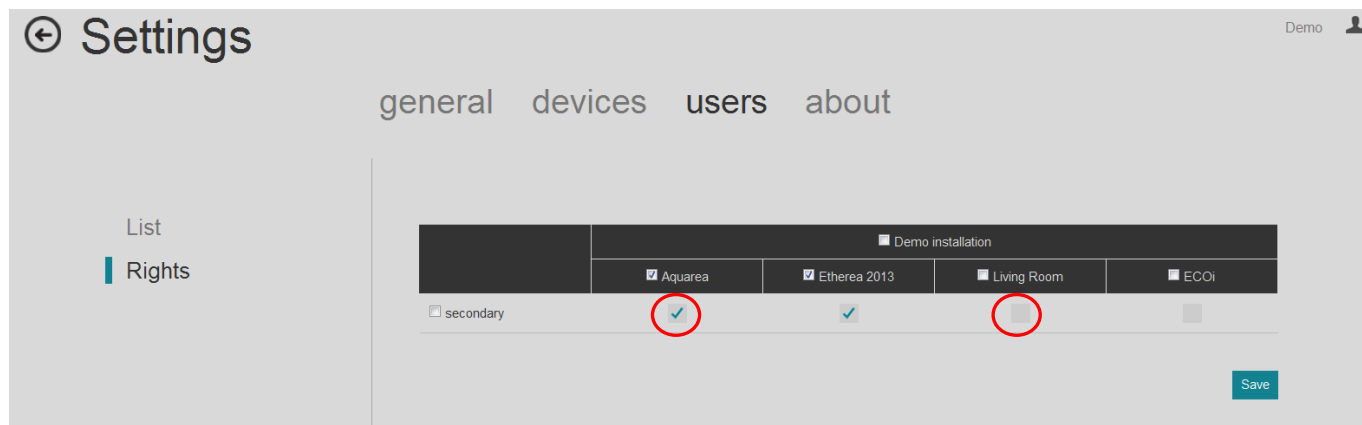 Settings
Demo
general devices users about
List
Rights
Demo installation
Aquarea Etherea 2013 Living Room ECOi
secondary
Save